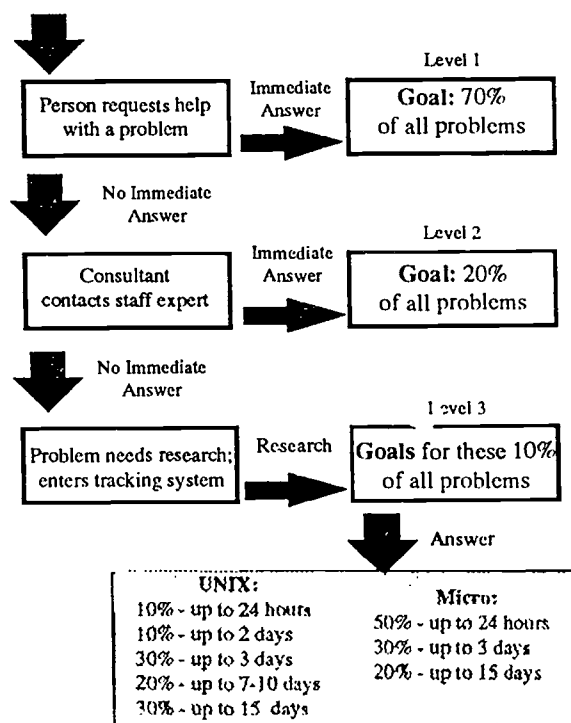 Level 1
Person requests help
with a problem
Immediate
Answer
Goal: 70%
of all problems
No Immediate
Answer
Level 2
Consultant
contacts staff expert
Immediate
Answer
Goal: 20%
of all problems
No Immediate
Answer
Level 3
Problem needs research;
enters tracking system
Research
Goals for these 10%
of all problems
Answer
UNIX:
10% - up to 24 hours
10% - up to 2 days
30% - up to 3 days
20% - up to 7-10 days
30% - up to 15 days
Micro:
50% - up to 24 hours
30% - up to 3 days
20% - up to 15 days